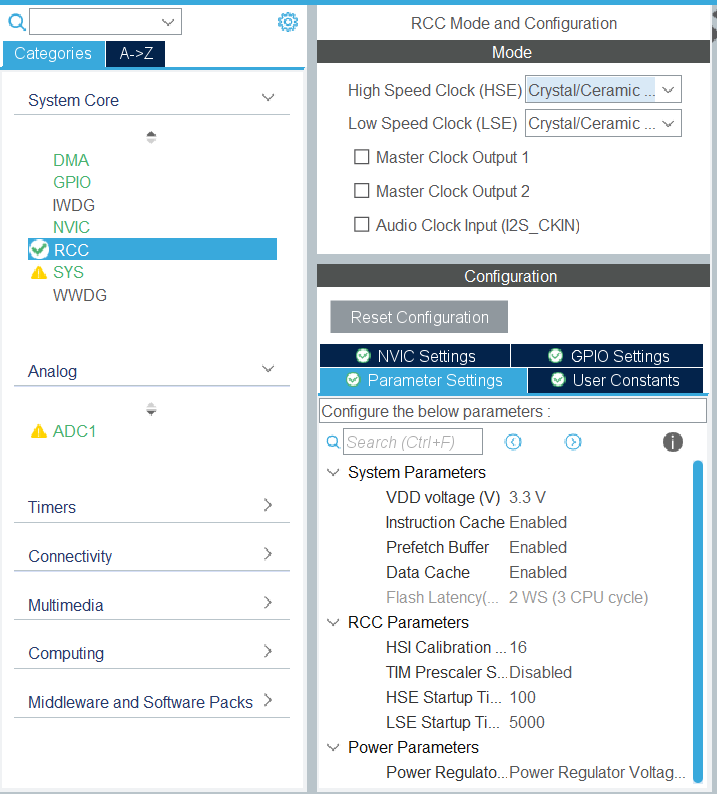 Categories
A->Z
System Core
DMA
GPIO
IWDG
NVIC
RCC
SYS
WWDG
Analog
ADC1
Timers
Connectivity
Multimedia
Computing
Middleware and Software Packs
RCC Mode and Configuration
Mode
High Speed Clock (HSE) Crystal/Ceramic ...
Low Speed Clock (LSE) Crystal/Ceramic ...
Master Clock Output 1
Master Clock Output 2
Audio Clock Input (I2S_CKIN)
Configuration
Reset Configuration
NVIC Settings
GPIO Settings
Parameter Settings
User Constants
Configure the below parameters :
Search (Ctrl+F)
System Parameters
VDD voltage (V) 3.3 V
Instruction Cache Enabled
Prefetch Buffer Enabled
Data Cache Enabled
Flash Latency(... 2 WS (3 CPU cycle)
RCC Parameters
HSI Calibration ... 16
TIM Prescaler S... Disabled
HSE Startup Ti... 100
LSE Startup Ti... 5000
Power Parameters
Power Regulato... Power Regulator Voltag...